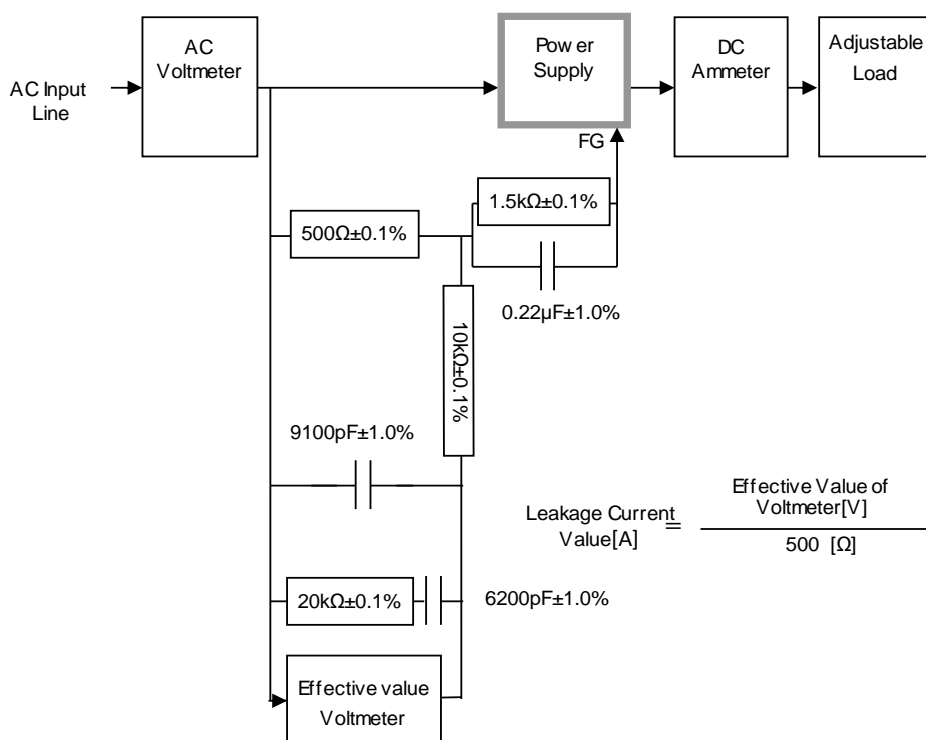 AC
Voltmeter
Power
Supply
DC
Ammeter
Adjustable
Load
AC Input
Line
FG
1.5kΩ±0.1%
500Ω±0.1%
0.22µF±1.0%
10kΩ±0.1%
9100pF±1.0%
Leakage Current
Value[A]
=
Effective Value of
Voltmeter[V]
500 [Ω]
20kΩ±0.1%
6200pF±1.0%
Effective value
Voltmeter